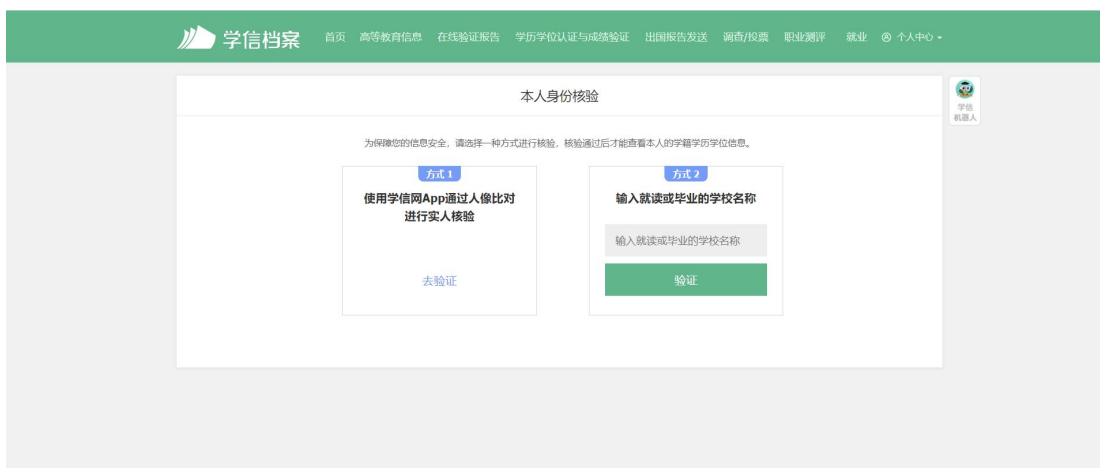 学信档案 首页 高等教育信息 在线验证报告 学历学位认证与成绩验证 出国报告发送 调查/投票 职业测评 就业 个人中心
学信
机器人
本人身份核验
为保障您的信息安全，请选择一种方式进行核验，核验通过后才能查看本人的学籍学历学位信息。
方式 1
使用学信网App通过人像比对
进行实人核验
去验证
方式 2
输入就读或毕业的学校名称
输入就读或毕业的学校名称
验证